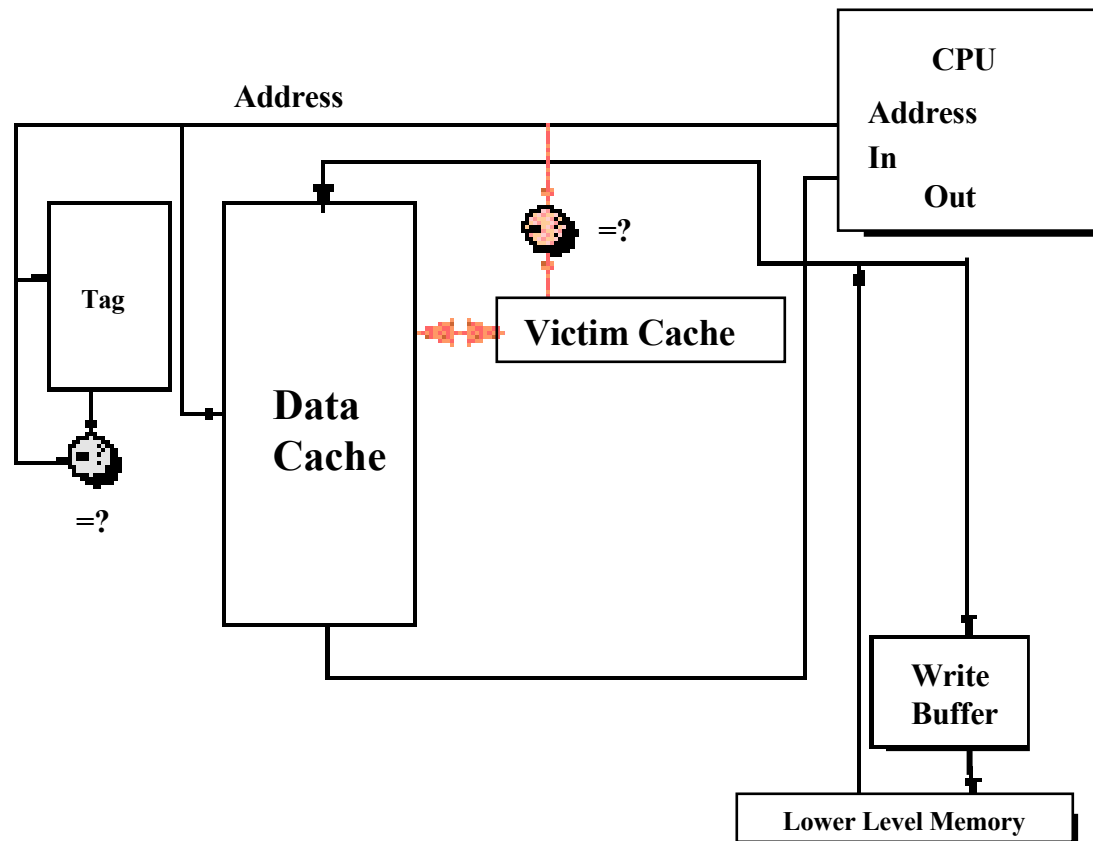 CPU
Address
Address
In
Out
=?
Tag
Victim Cache
Data
Cache
=?
Write
Buffer
Lower Level Memory